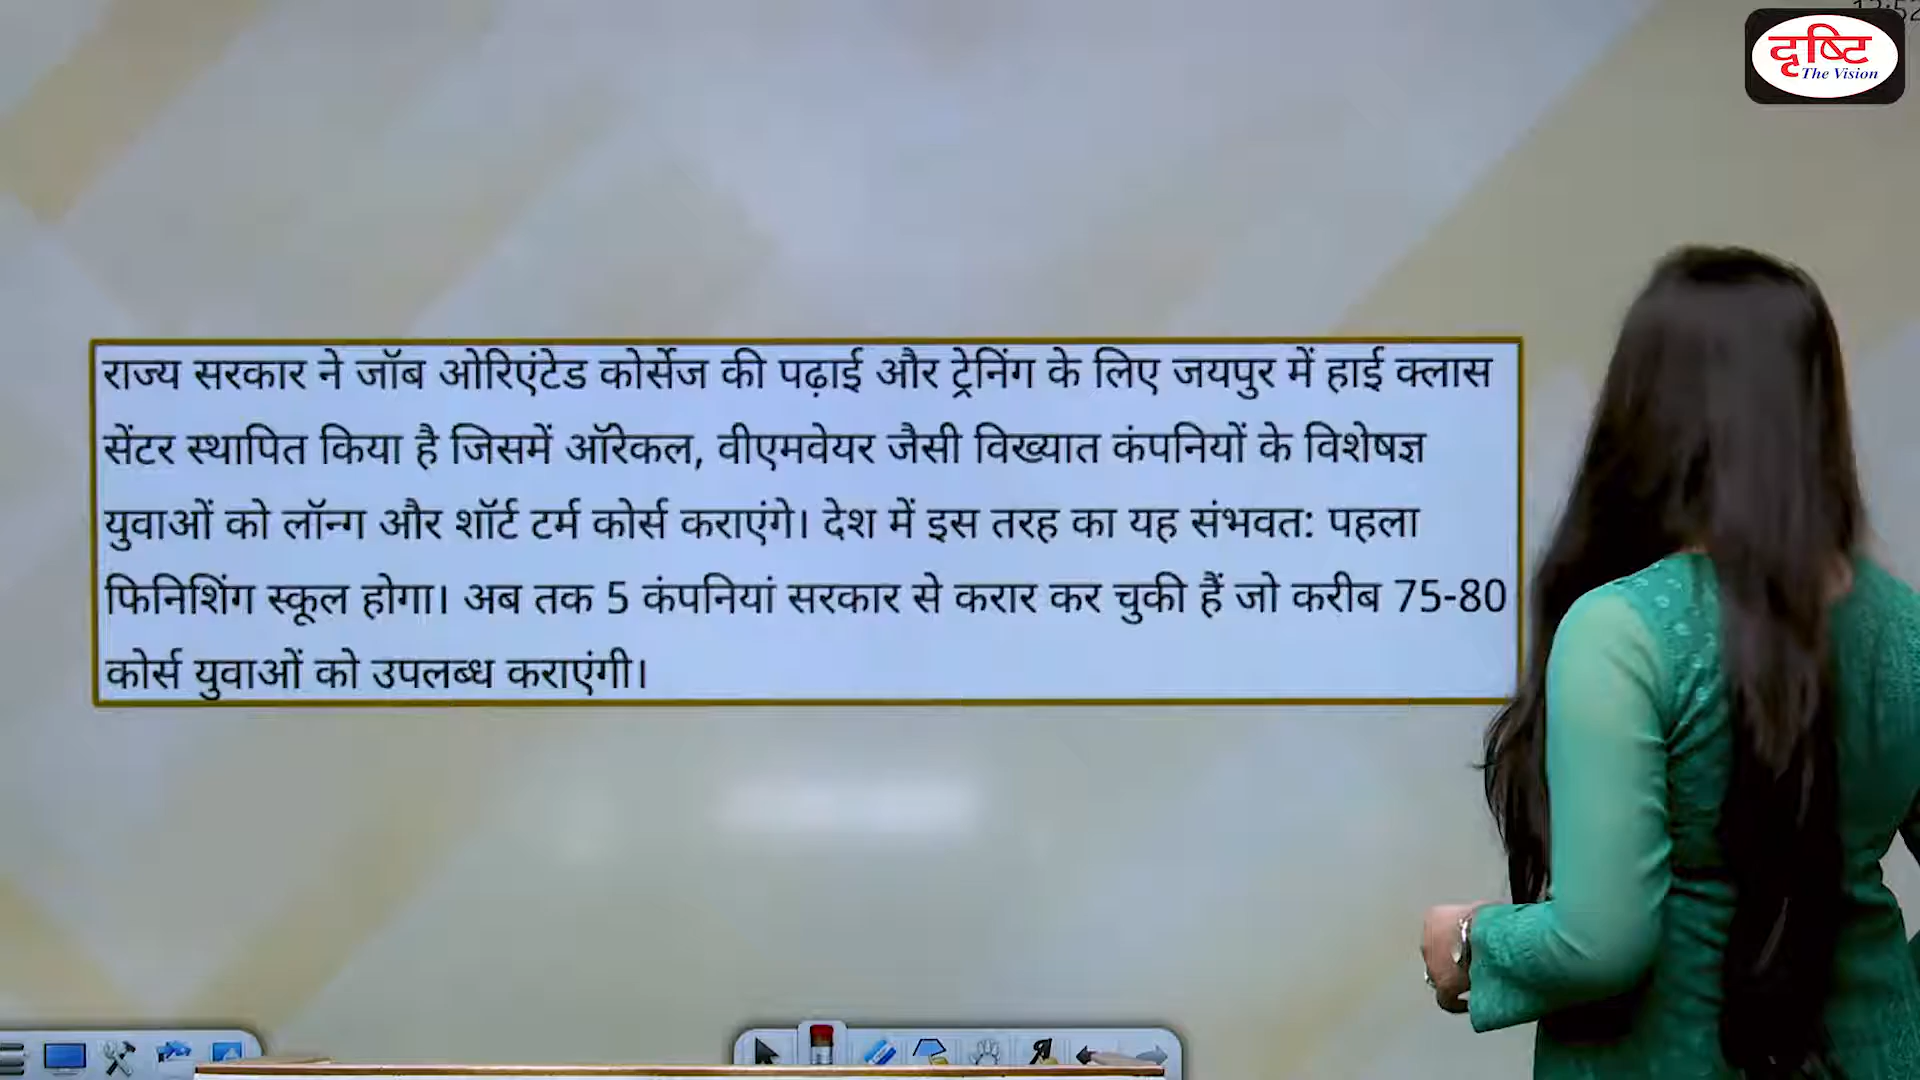 दृष्टि
The Vision
राज्य सरकार ने जॉब ओरिएंटेड कोर्सेज की पढ़ाई और ट्रेनिंग के लिए जयपुर में हाई क्लास
सेंटर स्थापित किया है जिसमें ऑरेकल, वीएमवेयर जैसी विख्यात कंपनियों के विशेषज्ञ
युवाओं को लॉन्ग और शॉर्ट टर्म कोर्स कराएंगे। देश में इस तरह का यह संभवत: पहला
फिनिशिंग स्कूल होगा। अब तक 5 कंपनियां सरकार से करार कर चुकी हैं जो करीब 75-80
कोर्स युवाओं को उपलब्ध कराएंगी।